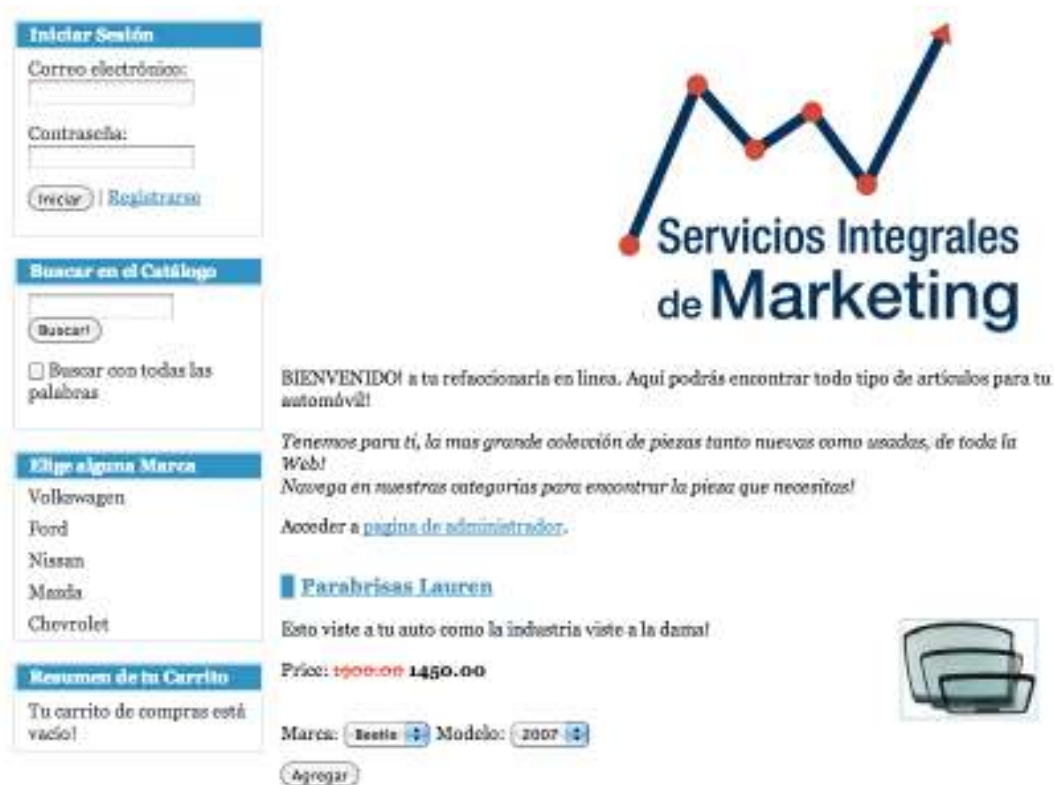 Iniciar Sesión
Correo electrónico:
Contraseña:
Iniciar | Registrarse
Buscar en el Catálogo
Buscar!
Buscar con todas las
palabras
Elige alguna Marca
Volkswagen
Ford
Nissan
Mazda
Chevrolet
Resumen de tu Carrito
Tu carrito de compras está
vacío!
Servicios Integrales
de Marketing
BIENVENIDO! a tu refaccionaría en linea. Aquí podrás encontrar todo tipo de artículos para tu
automóvil!
Tenemos para ti, la mas grande colección de piezas tanto nuevas como usadas, de toda la
Web!
Navega en nuestras categorías para encontrar la pieza que necesitas!
Acceder a pagina de administrador.
Parabrisas Lauren
Esto viste a tu auto como la industria viste a la dama!
Price: 1900.00 1450.00
Marca: Beetle Modelo: 2007
Agregar